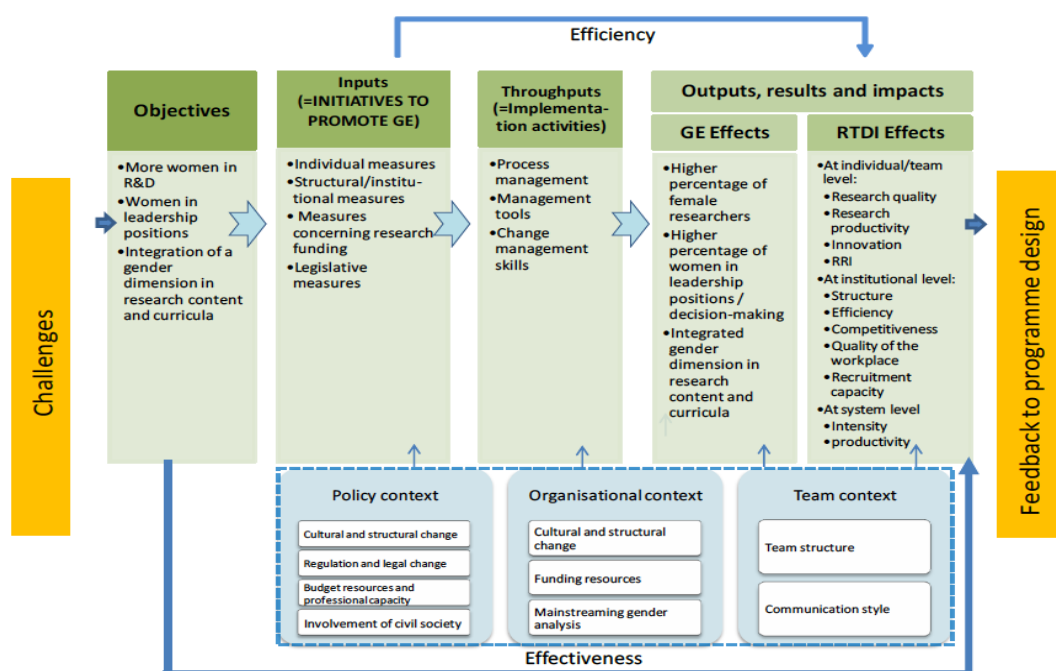 Efficiency
Challenges
Objectives
•More women in
R&D
•Women in
leadership
positions
•Integration of a
gender
dimension in
research content
and curricula
Inputs
(=INITIATIVES TO
PROMOTE GE)
•Individual measures
•Structural/institu-
tional measures
• Measures
concerning research
funding
•Legislative
measures
Throughputs
(=Implementa-
tion activities)
•Process
management
•Management
tools
•Change
management
skills
Outputs, results and impacts
GE Effects
•Higher
percentage of
female
researchers
•Higher
percentage of
women in
leadership
positions /
decision-making
•Integrated
gender
dimension in
research
content and
curricula
RTDI Effects
•At individual/team
level:
•Research quality
•Research
productivity
•Innovation
•RRI
•At institutional level:
•Structure
•Efficiency
•Competitiveness
•Quality of the
workplace
•Recruitment
capacity
•At system level
•Intensity
•productivity
Feedback to programme design
Policy context
Cultural and structural change
Regulation and legal change
Budget resources and
professional capacity
Involvement of civil society
Organisational context
Cultural and structural
change
Funding resources
Mainstreaming gender
analysis
Team context
Team structure
Communication style
Effectiveness